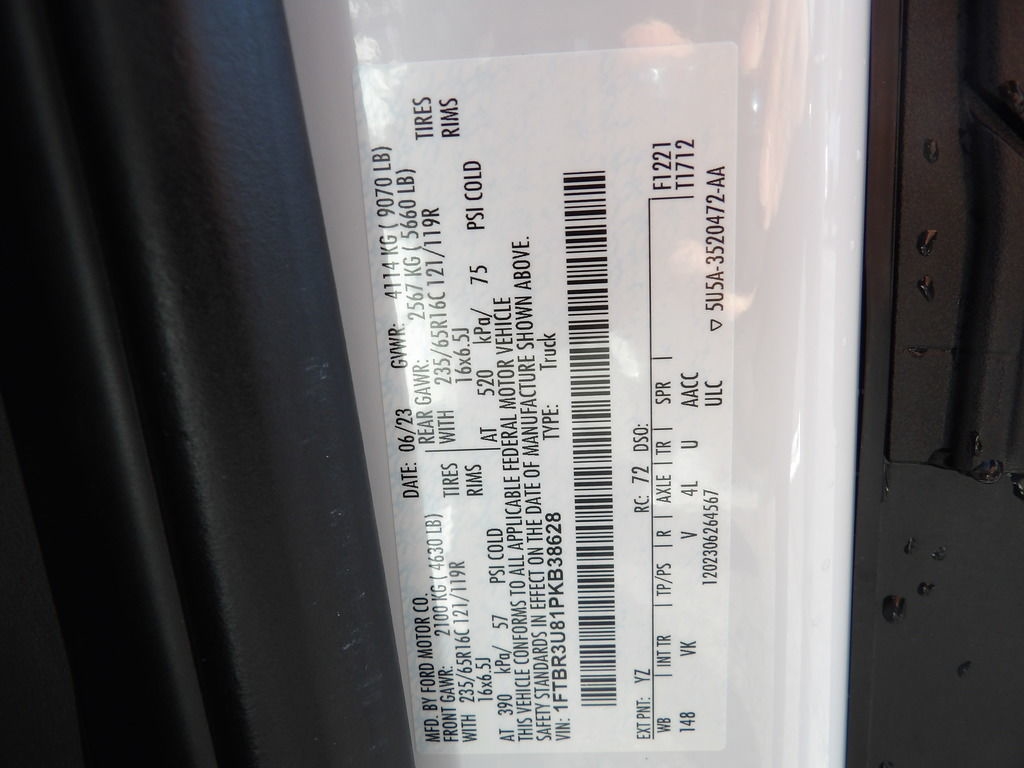 MFD. BY FORD MOTOR CO. DATE: 06/23 GVWR: 4114 KG ( 9070 LB)
FRONT GAWR: 2100 KG ( 4630 LB) REAR GAWR: 2567 KG ( 5660 LB)
WITH 235/65R16C 121/119R TIRES WITH 235/65R16C 121/119R TIRES
16x6.5J RIMS 16x6.5J RIMS
AT 390 kPa/ 57 PSI COLD AT 520 kPa/ 75 PSI COLD
THIS VEHICLE CONFORMS TO ALL APPLICABLE FEDERAL MOTOR VEHICLE
SAFETY STANDARDS IN EFFECT ON THE DATE OF MANUFACTURE SHOWN ABOVE.
VIN: 1FTBR3U81PKB38628 TYPE: Truck
EXT PNT: YZ RC: 72 DSO:
WB INT TR TP/PS R AXLE TR SPR F1221
148 VK V 4L U AACC T1712
ULC
1202306264567 ▽ 5U5A-3520472-AA